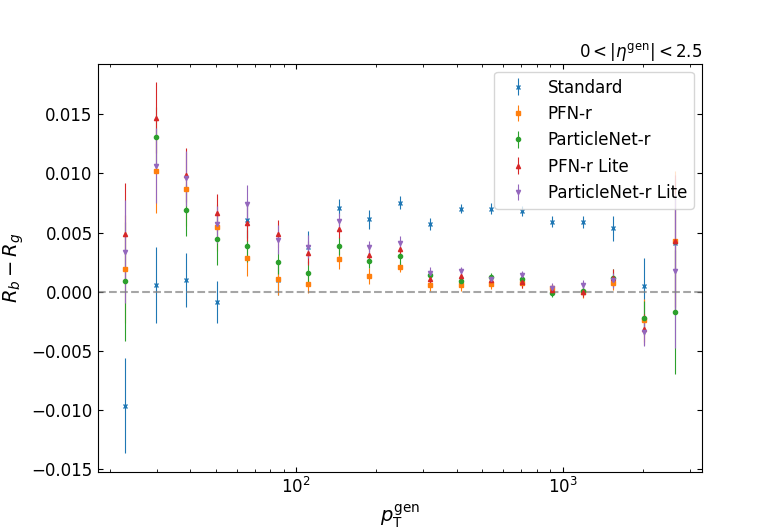 0 < |η^gen| < 2.5
Standard
PFN-r
ParticleNet-r
PFN-r Lite
ParticleNet-r Lite
R_b − R_g
0.015
0.010
0.005
0.000
−0.005
−0.010
−0.015
10^2
10^3
p_T^gen